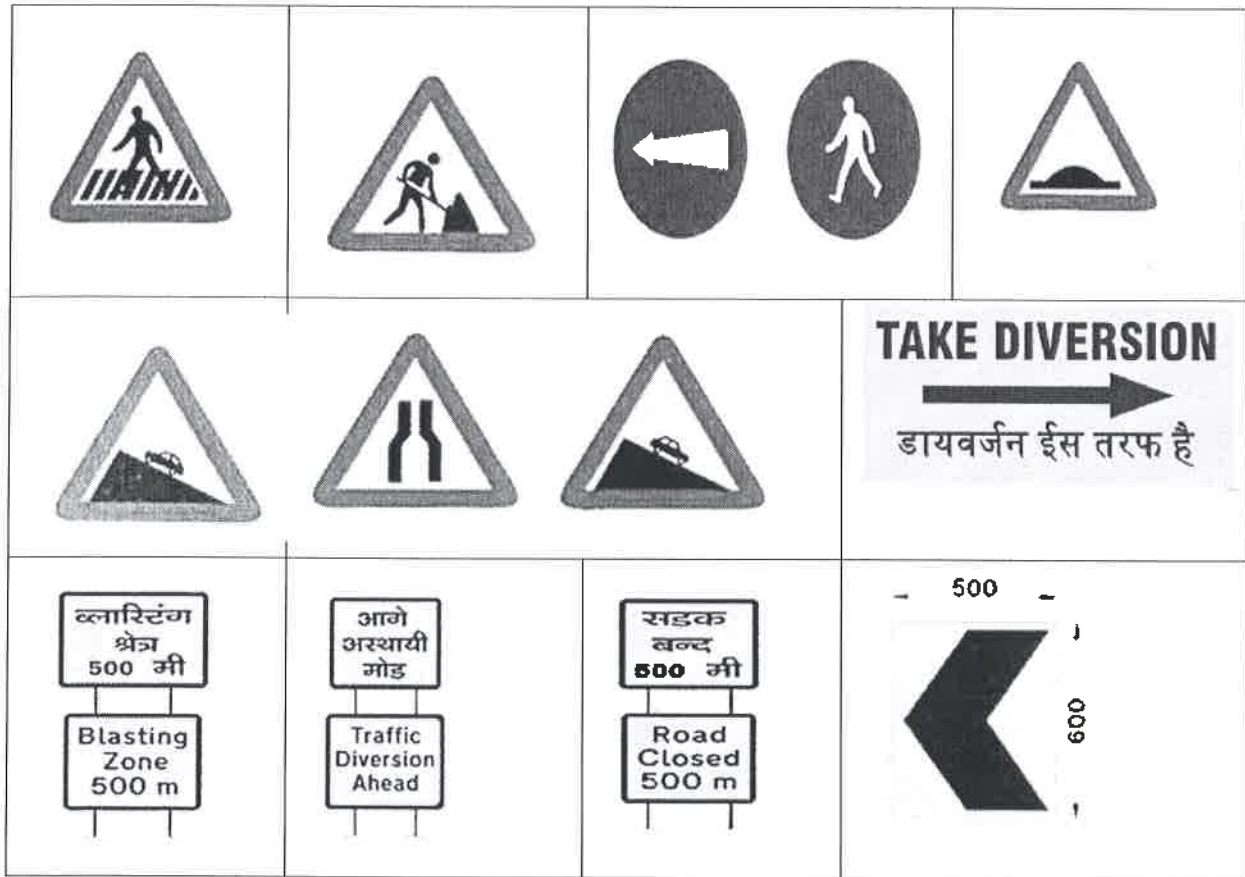 TAKE DIVERSION
डायवर्जन ईस तरफ है
ब्लास्टिंग
श्रेत्र
500 मी
Blasting
Zone
500 m
आगे
अस्थायी
मोड
Traffic
Diversion
Ahead
सडक
बन्द
500 मी
Road
Closed
500 m
500
600